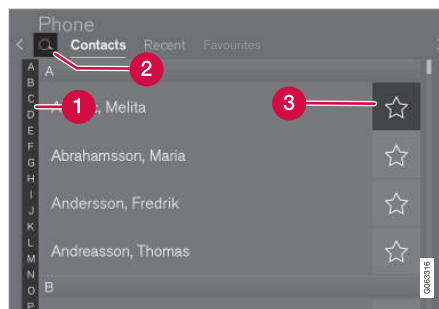 Phone
Contacts Recent Favourites
2
A
B
C
D
E
F
G
H
I
J
K
L
M
N
O
P
A
1
Melita
3
Abrahamsson, Maria
Andersson, Fredrik
Andreasson, Thomas
B
G063316